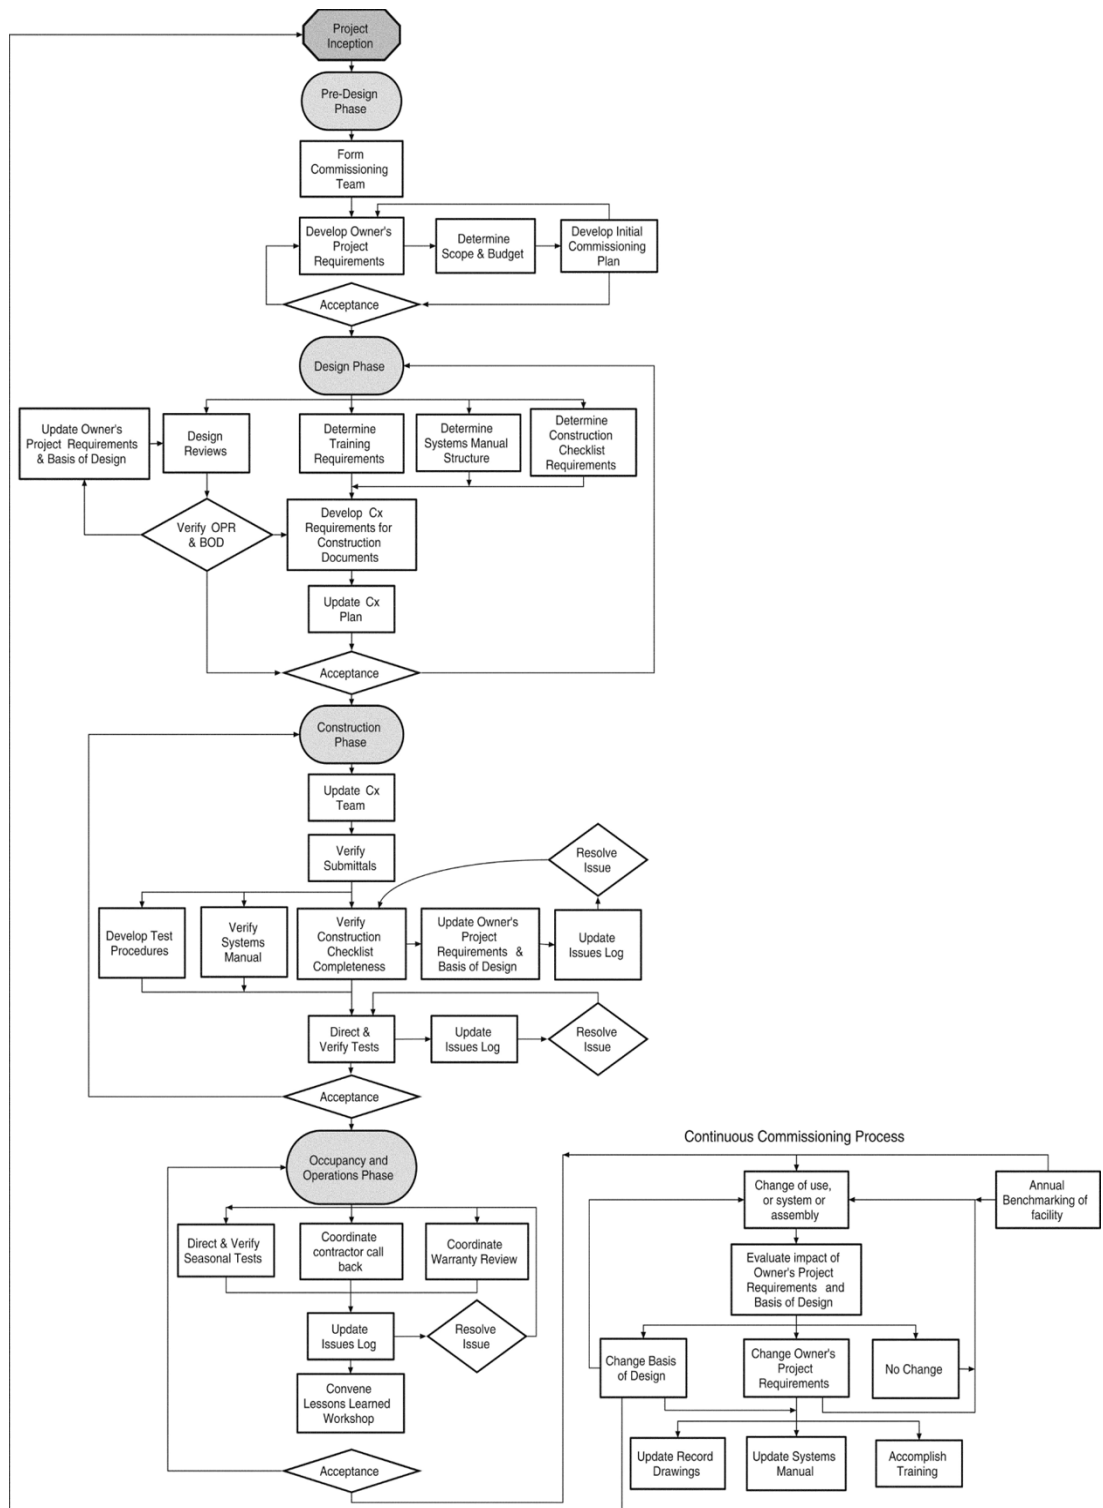 Project
Inception
Pre-Design
Phase
Form
Commissioning
Team
Develop Owner's
Project
Requirements
Determine
Scope & Budget
Develop Initial
Commissioning
Plan
Acceptance
Design Phase
Update Owner's
Project Requirements
& Basis of Design
Design
Reviews
Determine
Training
Requirements
Determine
Systems Manual
Structure
Determine
Construction
Checklist
Requirements
Verify OPR
& BOD
Develop Cx
Requirements for
Construction
Documents
Update Cx
Plan
Acceptance
Construction
Phase
Update Cx
Team
Verify
Submittals
Resolve
Issue
Develop Test
Procedures
Verify
Systems
Manual
Verify
Construction
Checklist
Completeness
Update Owner's
Project
Requirements &
Basis of Design
Update
Issues Log
Direct &
Verify Tests
Update
Issues Log
Resolve
Issue
Acceptance
Occupancy and
Operations Phase
Direct & Verify
Seasonal Tests
Coordinate
contractor call
back
Coordinate
Warranty Review
Update
Issues Log
Resolve
Issue
Convene
Lessons Learned
Workshop
Acceptance
Continuous Commissioning Process
Change of use,
or system or
assembly
Annual
Benchmarking of
facility
Evaluate impact of
Owner's Project
Requirements and
Basis of Design
Change Basis
of Design
Change Owner's
Project
Requirements
No Change
Update Record
Drawings
Update Systems
Manual
Accomplish
Training